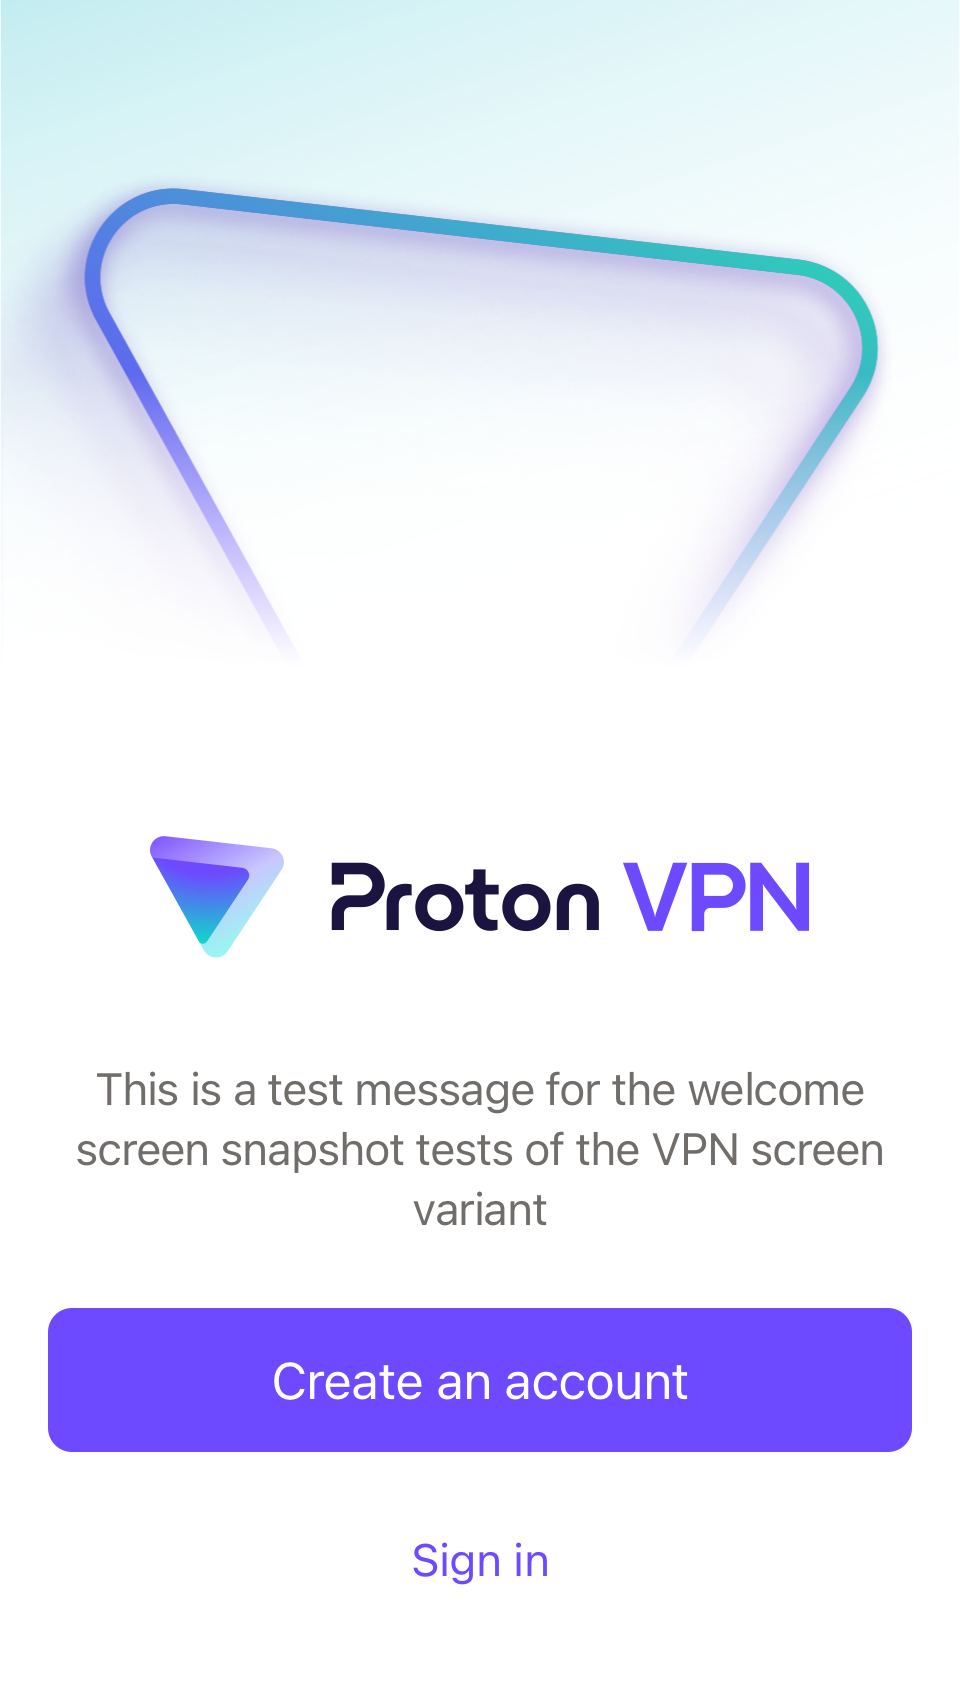 Proton VPN
This is a test message for the welcome
screen snapshot tests of the VPN screen
variant
Create an account
Sign in